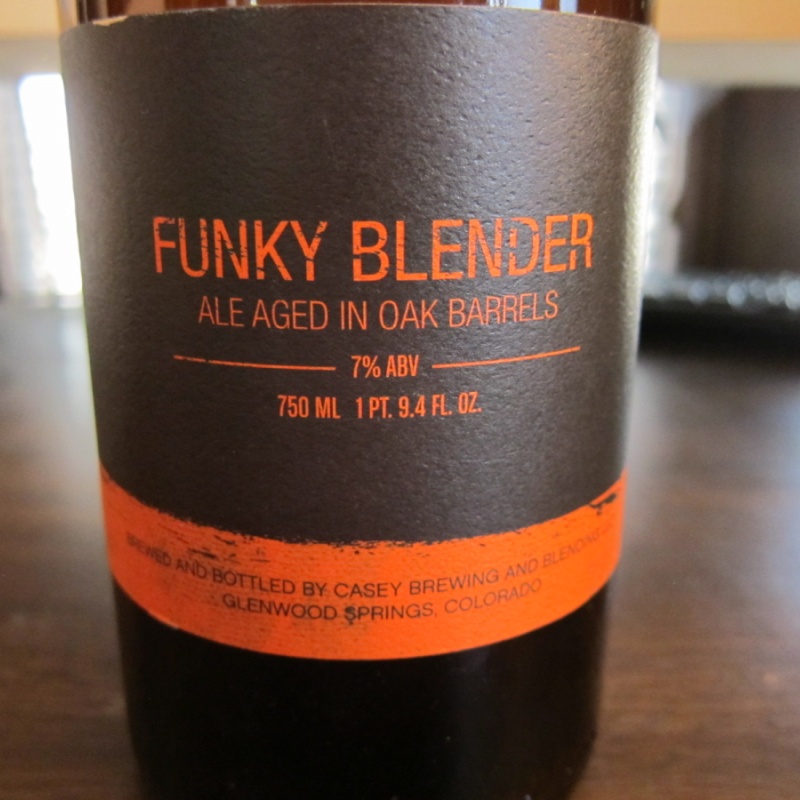 FUNKY BLENDER
ALE AGED IN OAK BARRELS
7% ABV
750 ML 1 PT. 9.4 FL. OZ.
BREWED AND BOTTLED BY CASEY BREWING AND BLENDING
GLENWOOD SPRINGS, COLORADO